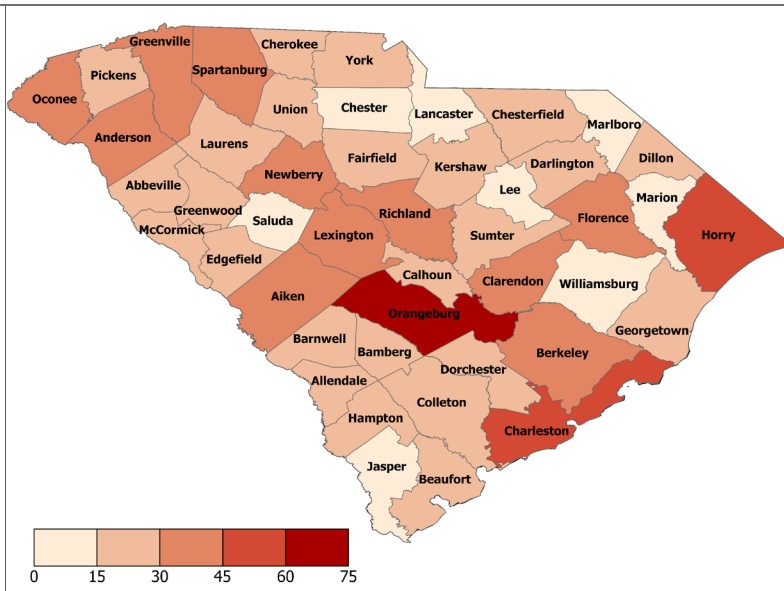 Greenville
Cherokee
York
Pickens
Spartanburg
Oconee
Union
Chester
Lancaster
Chesterfield
Marlboro
Anderson
Laurens
Fairfield
Kershaw
Darlington
Dillon
Abbeville
Newberry
Lee
Marion
Greenwood
Saluda
Richland
Florence
McCormick
Lexington
Sumter
Horry
Edgefield
Calhoun
Clarendon
Williamsburg
Aiken
Orangeburg
Georgetown
Barnwell
Bamberg
Berkeley
Dorchester
Allendale
Colleton
Hampton
Charleston
Jasper
Beaufort
0 15 30 45 60 75